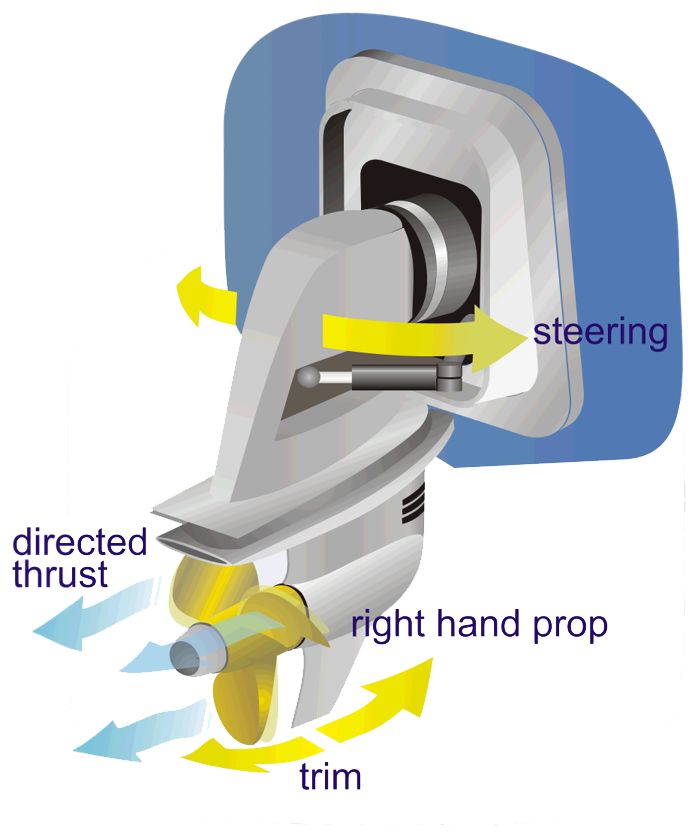 steering
directed
thrust
right hand prop
trim